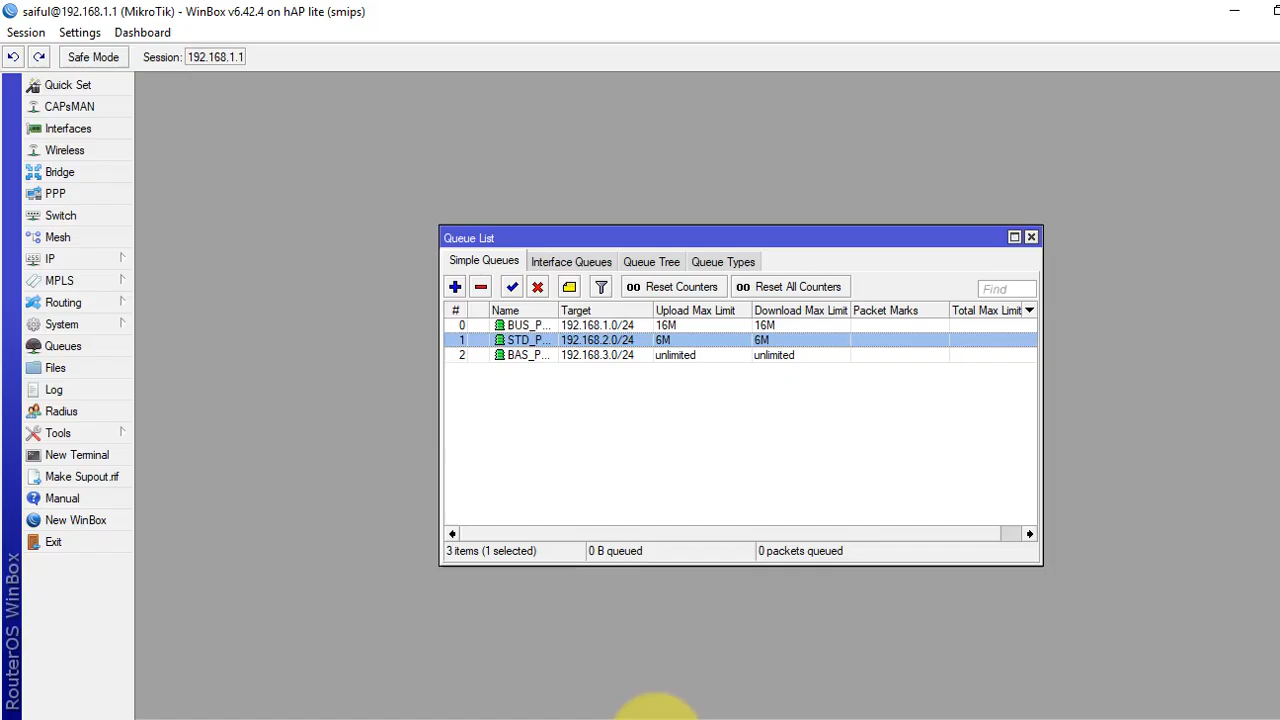 saiful@192.168.1.1 (MikroTik) - WinBox v6.42.4 on hAP lite (smips)
Session Settings Dashboard
Safe Mode Session: 192.168.1.1
Quick Set
CAPsMAN
Interfaces
Wireless
Bridge
PPP
Switch
Mesh
IP
MPLS
Routing
System
Queues
Files
Log
Radius
Tools
New Terminal
Make Supout.rif
Manual
New WinBox
Exit
RouterOS WinBox
Queue List
Simple Queues Interface Queues Queue Tree Queue Types
00 Reset Counters 00 Reset All Counters Find
# Name Target Upload Max Limit Download Max Limit Packet Marks Total Max Limit
0 BUS_P... 192.168.1.0/24 16M 16M
1 STD_P... 192.168.2.0/24 6M 6M
2 BAS_P... 192.168.3.0/24 unlimited unlimited
3 items (1 selected) 0 B queued 0 packets queued